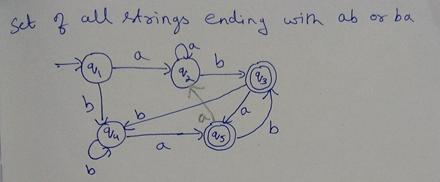 Set of all strings ending with ab or ba
a
a
q1
q2
b
q3
b
b
a
a
q4
a
q5
b
b